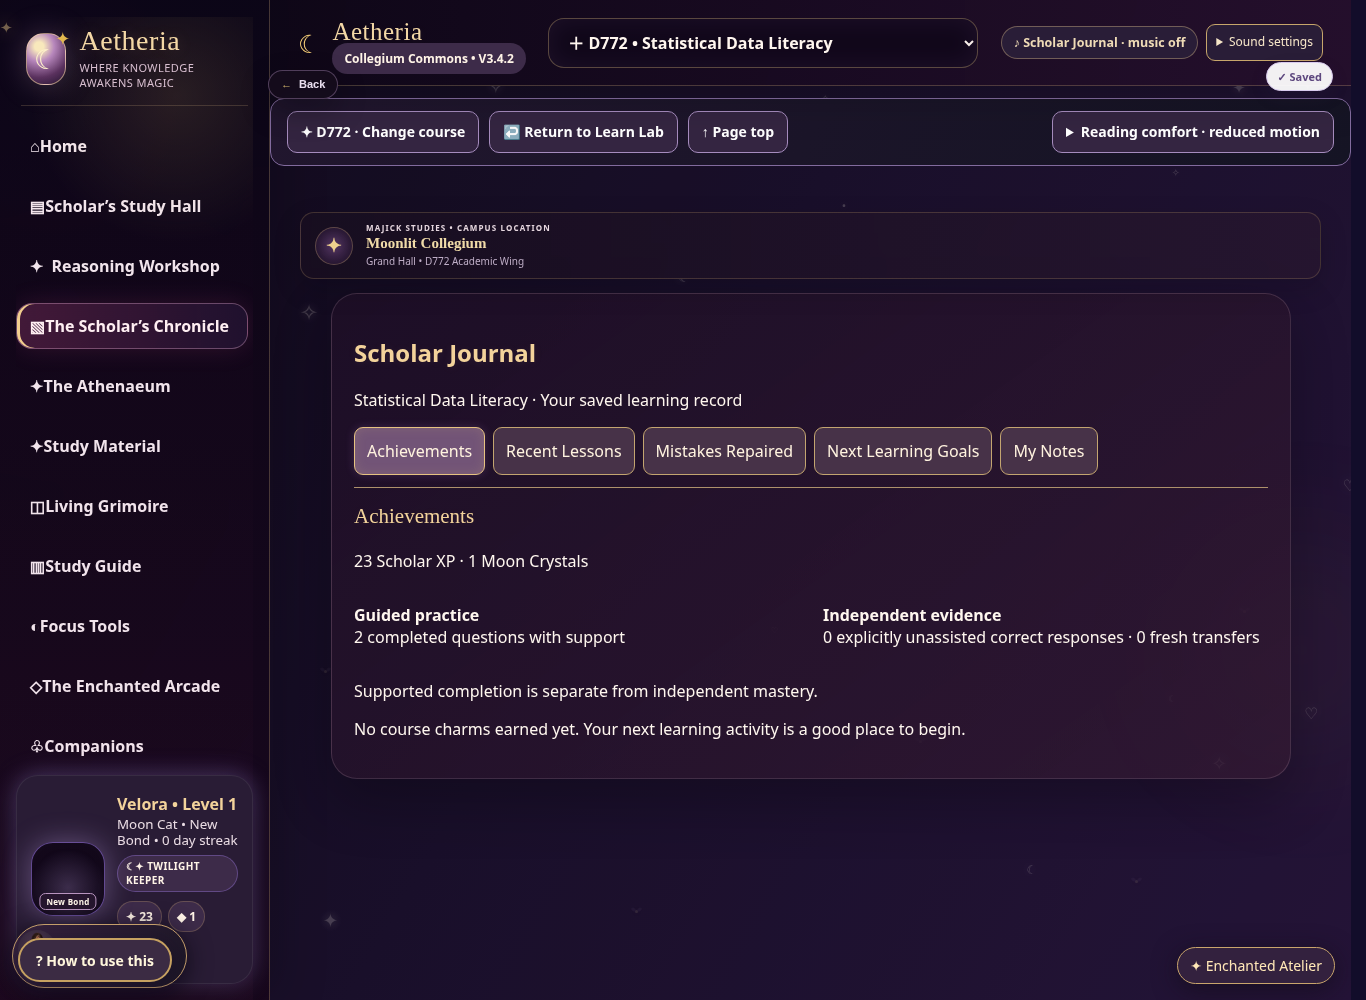 Aetheria
WHERE KNOWLEDGE
AWAKENS MAGIC
Home
Scholar’s Study Hall
Reasoning Workshop
The Scholar’s Chronicle
The Athenaeum
Study Material
Living Grimoire
Study Guide
Focus Tools
The Enchanted Arcade
Companions
Velora • Level 1
Moon Cat • New
Bond • 0 day streak
TWILIGHT
KEEPER
New Bond
23
1
? How to use this
Aetheria
Collegium Commons • V3.4.2
+ D772 • Statistical Data Literacy
♪ Scholar Journal · music off
Sound settings
✓ Saved
← Back
✦ D772 · Change course
↩ Return to Learn Lab
↑ Page top
Reading comfort · reduced motion
MAJICK STUDIES • CAMPUS LOCATION
Moonlit Collegium
Grand Hall • D772 Academic Wing
Scholar Journal
Statistical Data Literacy · Your saved learning record
Achievements
Recent Lessons
Mistakes Repaired
Next Learning Goals
My Notes
Achievements
23 Scholar XP · 1 Moon Crystals
Guided practice
2 completed questions with support
Independent evidence
0 explicitly unassisted correct responses · 0 fresh transfers
Supported completion is separate from independent mastery.
No course charms earned yet. Your next learning activity is a good place to begin.
✦ Enchanted Atelier